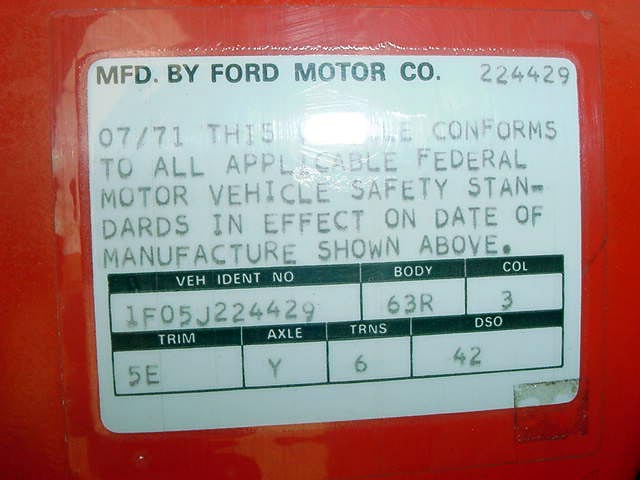 MFD. BY FORD MOTOR CO. 224429
07/71 THIS CONFORMS
TO ALL APPLICABLE FEDERAL
MOTOR VEHICLE SAFETY STAN-
DARDS IN EFFECT ON DATE OF
MANUFACTURE SHOWN ABOVE.
VEH IDENT NO BODY COL
1F05J224429 63R 3
TRIM AXLE TRNS DSO
5E Y 6 42